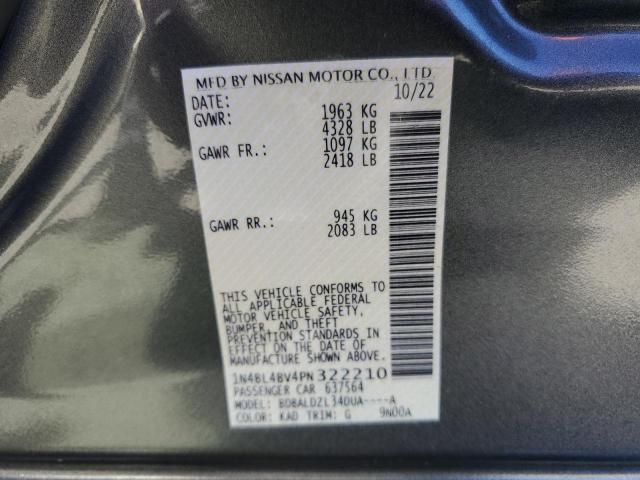 MFD BY NISSAN MOTOR CO., LTD.
DATE: 10/22
GVWR: 1963 KG
4328 LB
GAWR FR.: 1097 KG
2418 LB
GAWR RR.: 945 KG
2083 LB
THIS VEHICLE CONFORMS TO
ALL APPLICABLE FEDERAL
MOTOR VEHICLE SAFETY,
BUMPER, AND THEFT
PREVENTION STANDARDS IN
EFFECT ON THE DATE OF
MANUFACTURE SHOWN ABOVE.
1N4BL4BV4PN322210
PASSENGER CAR 637564
MODEL: BDBALDZL34DUA----A
COLOR: KAD TRIM: G 9N00A